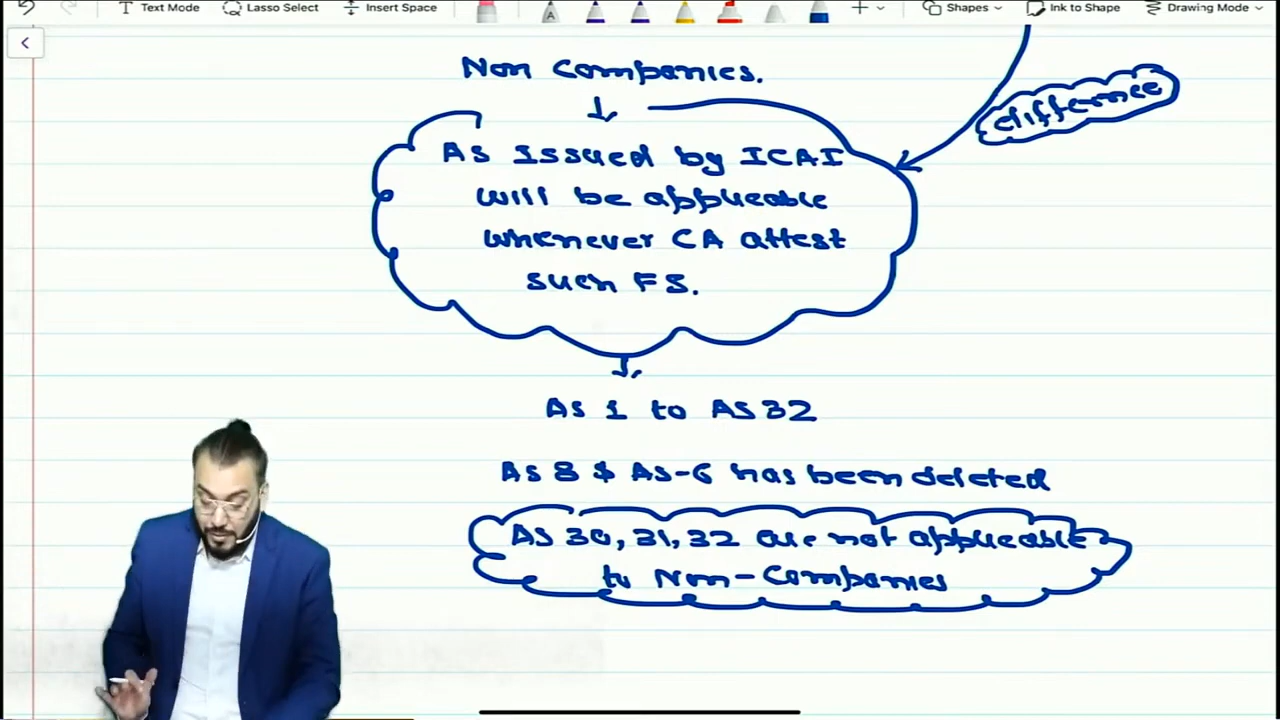 Text Mode Lasso Select Insert Space Shapes Ink to Shape Drawing Mode
Non Companies.
difference
AS Issued by ICAI
will be applicable
whenever CA attest
such FS.
AS 1 to AS 32
AS 8 & AS-6 has been deleted
AS 30, 31, 32 are not applicable
to Non-Companies